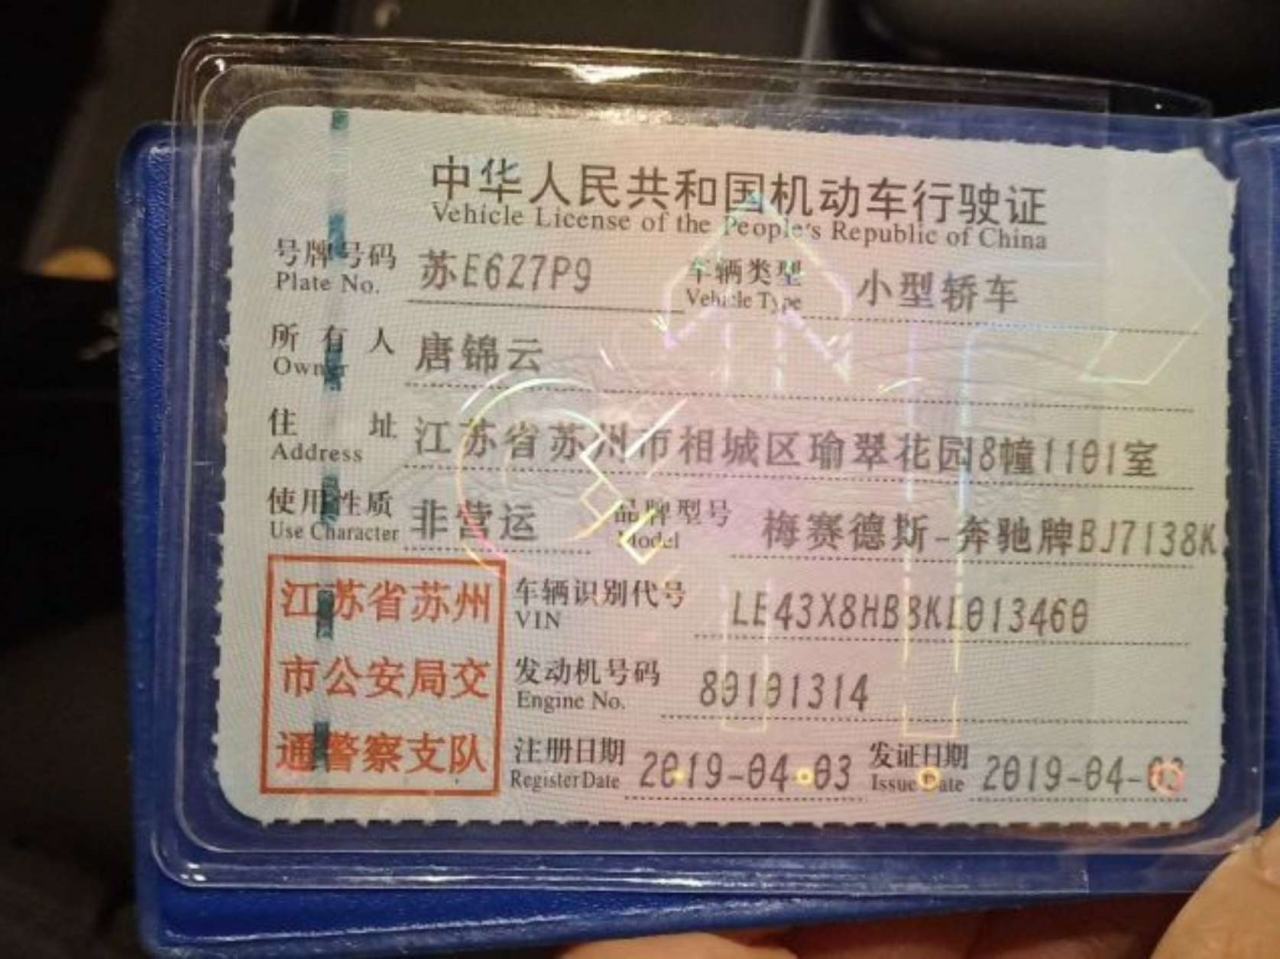 中华人民共和国机动车行驶证
Vehicle License of the People's Republic of China
号牌号码 苏E6Z7P9 车辆类型 小型轿车
Plate No. Vehicle Type
所有人 唐锦云
Owner
住址 江苏省苏州市相城区瑜翠花园8幢1101室
Address
使用性质 非营运 品牌型号 梅赛德斯-奔驰牌BJ7138K
Use Character Model
江苏省苏州
市公安局交
通警察支队
车辆识别代号 LE43X8HB8KL013460
VIN
发动机号码 80101314
Engine No.
注册日期 2019-04-03 发证日期 2019-04-03
Register Date Issue Date